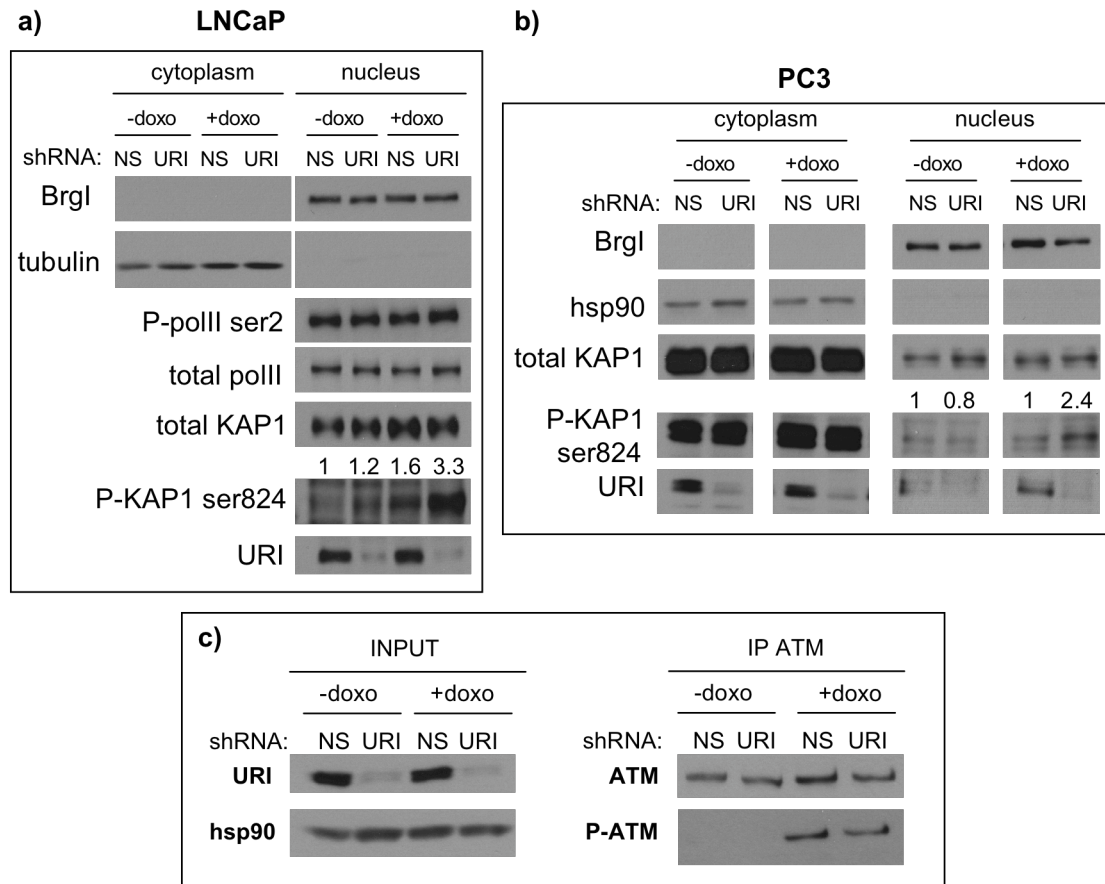 a)
LNCaP
cytoplasm nucleus
-doxo +doxo -doxo +doxo
shRNA: NS URI NS URI NS URI NS URI
BrgI
tubulin
P-polII ser2
total polII
total KAP1
1 1.2 1.6 3.3
P-KAP1 ser824
URI
b)
PC3
cytoplasm nucleus
-doxo +doxo -doxo +doxo
shRNA: NS URI NS URI NS URI NS URI
BrgI
hsp90
total KAP1
1 0.8 1 2.4
P-KAP1
ser824
URI
c)
INPUT IP ATM
-doxo +doxo -doxo +doxo
shRNA: NS URI NS URI shRNA: NS URI NS URI
URI ATM
hsp90 P-ATM